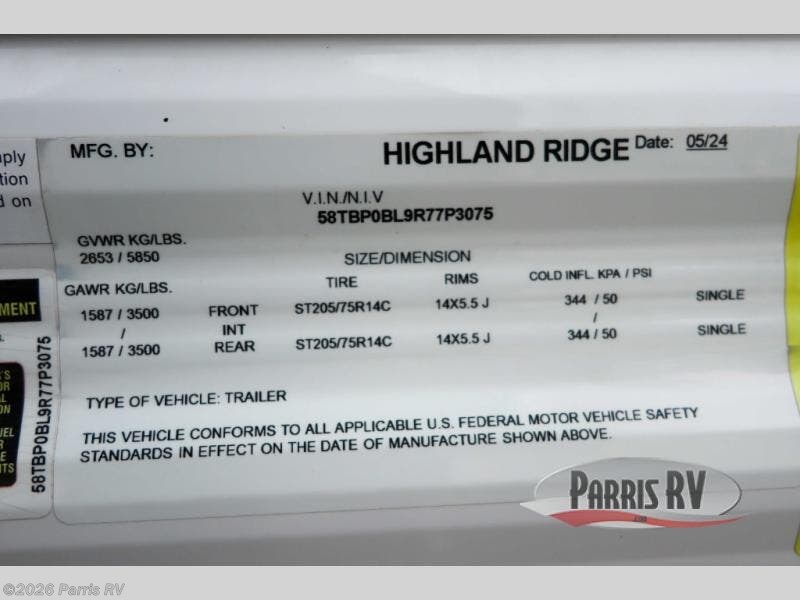 MFG. BY: HIGHLAND RIDGE Date: 05/24
V.I.N./N.I.V
58TBP0BL9R77P3075
GVWR KG/LBS.
2653 / 5850 SIZE/DIMENSION
GAWR KG/LBS. TIRE RIMS COLD INFL. KPA / PSI
1587 / 3500 FRONT ST205/75R14C 14X5.5 J 344 / 50 SINGLE
/ INT /
1587 / 3500 REAR ST205/75R14C 14X5.5 J 344 / 50 SINGLE
TYPE OF VEHICLE: TRAILER
THIS VEHICLE CONFORMS TO ALL APPLICABLE U.S. FEDERAL MOTOR VEHICLE SAFETY
STANDARDS IN EFFECT ON THE DATE OF MANUFACTURE SHOWN ABOVE.
58TBP0BL9R77P3075
d on
PARRIS RV
©2026 Parris RV